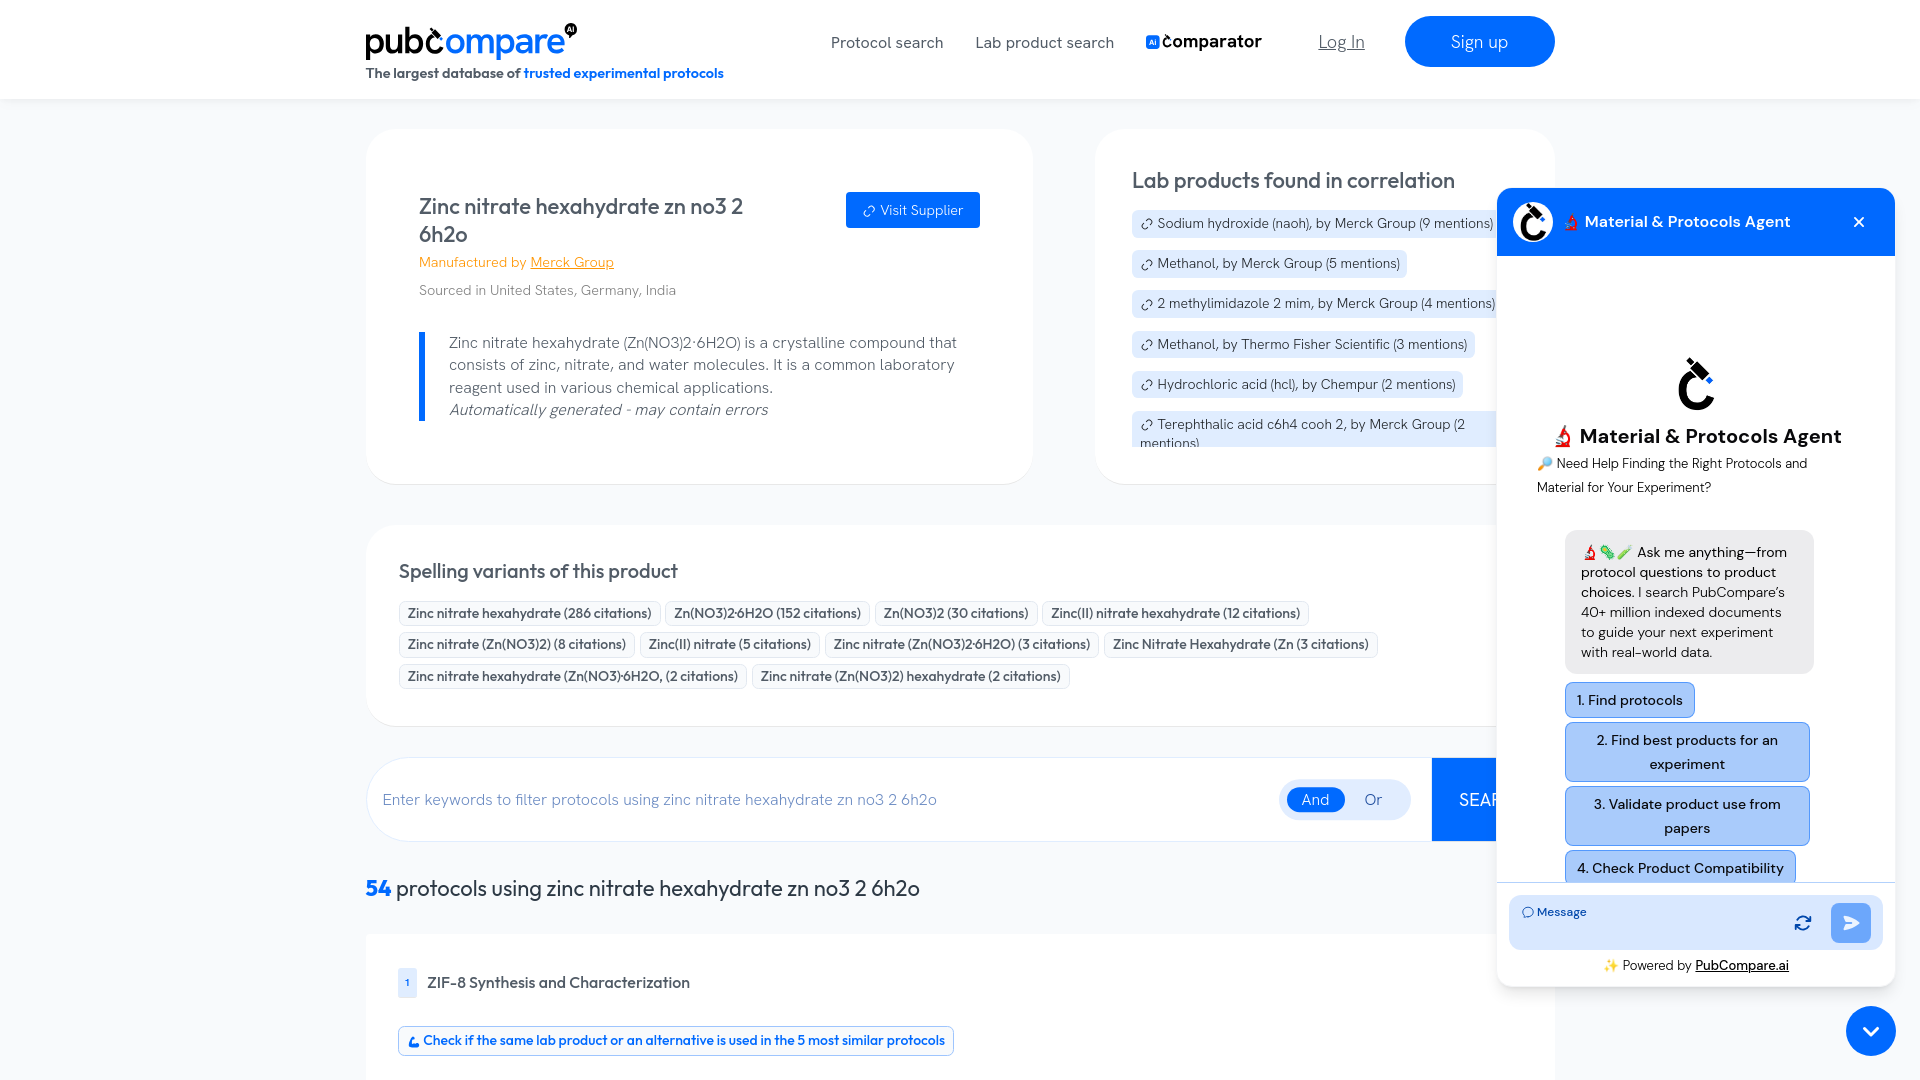 pubcompare AI
The largest database of trusted experimental protocols
Protocol search
Lab product search
Ai comparator
Log In
Sign up
Zinc nitrate hexahydrate zn no3 2
6h2o
Visit Supplier
Manufactured by Merck Group
Sourced in United States, Germany, India
Zinc nitrate hexahydrate (Zn(NO3)2·6H2O) is a crystalline compound that
consists of zinc, nitrate, and water molecules. It is a common laboratory
reagent used in various chemical applications.
Automatically generated - may contain errors
Lab products found in correlation
Sodium hydroxide (naoh), by Merck Group (9 mentions)
Methanol, by Merck Group (5 mentions)
2 methylimidazole 2 mim, by Merck Group (4 mentions)
Methanol, by Thermo Fisher Scientific (3 mentions)
Hydrochloric acid (hcl), by Chempur (2 mentions)
Terephthalic acid c6h4 cooh 2, by Merck Group (2
mentions)
Spelling variants of this product
Zinc nitrate hexahydrate (286 citations)
Zn(NO3)2·6H2O (152 citations)
Zn(NO3)2 (30 citations)
Zinc(II) nitrate hexahydrate (12 citations)
Zinc nitrate (Zn(NO3)2) (8 citations)
Zinc(II) nitrate (5 citations)
Zinc nitrate (Zn(NO3)2·6H2O) (3 citations)
Zinc Nitrate Hexahydrate (Zn (3 citations)
Zinc nitrate hexahydrate (Zn(NO3)·6H2O, (2 citations)
Zinc nitrate (Zn(NO3)2) hexahydrate (2 citations)
Enter keywords to filter protocols using zinc nitrate hexahydrate zn no3 2 6h2o
And
Or
SEAR
54 protocols using zinc nitrate hexahydrate zn no3 2 6h2o
1
ZIF-8 Synthesis and Characterization
Check if the same lab product or an alternative is used in the 5 most similar protocols
Material & Protocols Agent
Material & Protocols Agent
Need Help Finding the Right Protocols and
Material for Your Experiment?
Ask me anything—from
protocol questions to product
choices. I search PubCompare's
40+ million indexed documents
to guide your next experiment
with real-world data.
1. Find protocols
2. Find best products for an
experiment
3. Validate product use from
papers
4. Check Product Compatibility
Message
Powered by PubCompare.ai